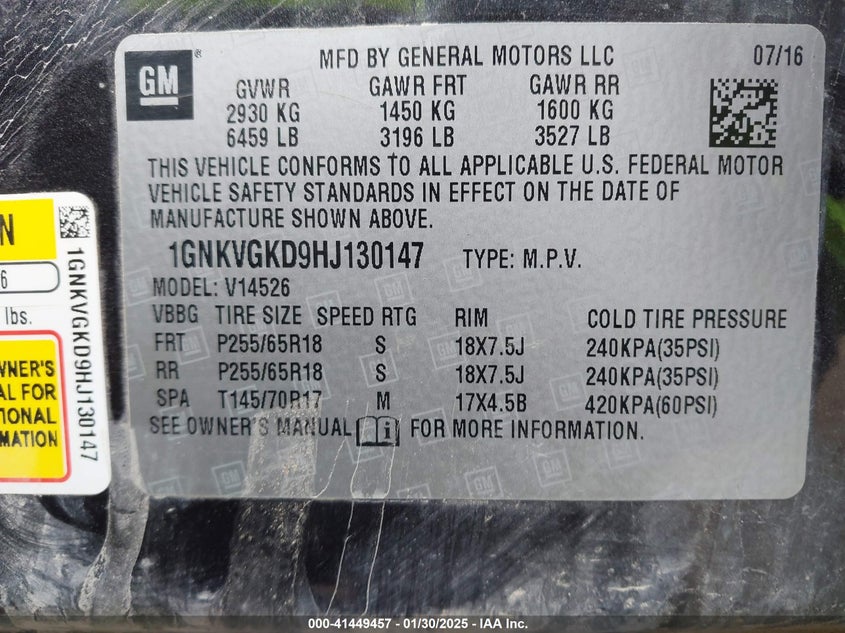 GM
MFD BY GENERAL MOTORS LLC 07/16
GVWR GAWR FRT GAWR RR
2930 KG 1450 KG 1600 KG
6459 LB 3196 LB 3527 LB
THIS VEHICLE CONFORMS TO ALL APPLICABLE U.S. FEDERAL MOTOR
VEHICLE SAFETY STANDARDS IN EFFECT ON THE DATE OF
MANUFACTURE SHOWN ABOVE.
1GNKVGKD9HJ130147 TYPE: M.P.V.
MODEL: V14526
VBBG TIRE SIZE SPEED RTG RIM COLD TIRE PRESSURE
FRT P255/65R18 S 18X7.5J 240KPA(35PSI)
RR P255/65R18 S 18X7.5J 240KPA(35PSI)
SPA T145/70R17 M 17X4.5B 420KPA(60PSI)
SEE OWNER'S MANUAL i FOR MORE INFORMATION.
N
6
lbs.
WNER'S
AL FOR
TIONAL
MATION
1GNKVGKD9HJ130147
000-41449457 - 01/30/2025 - IAA Inc.